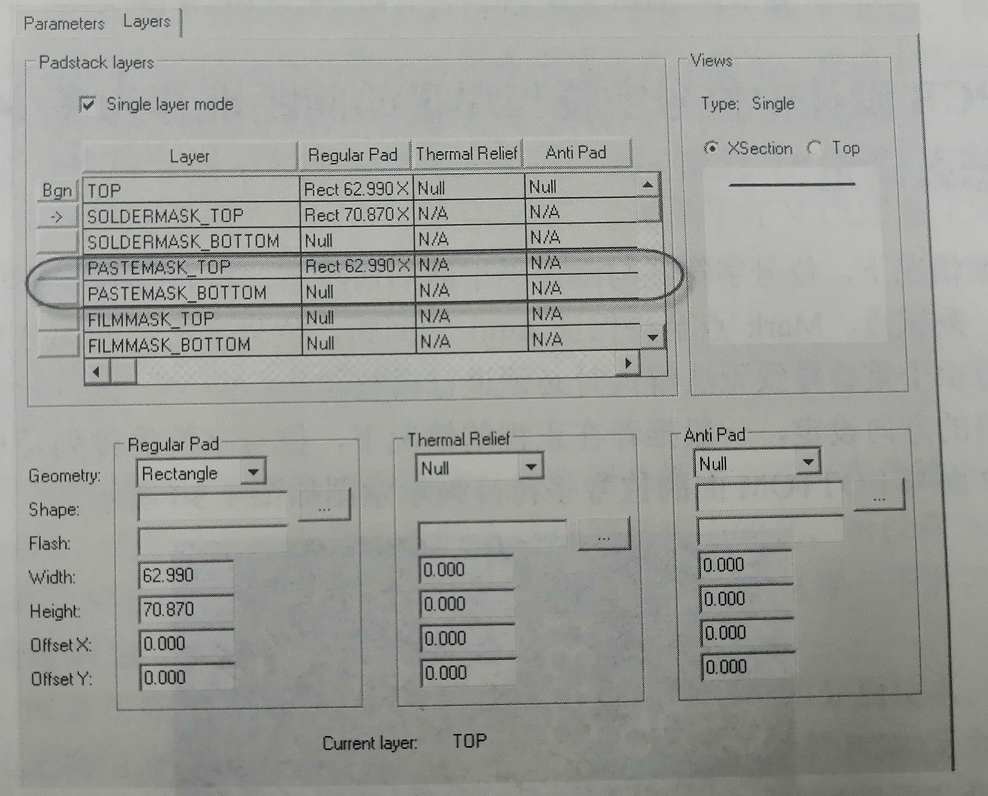 Parameters Layers
Padstack layers
Single layer mode
Layer Regular Pad Thermal Relief Anti Pad
Bgn TOP Rect 62.990 X Null Null
-> SOLDERMASK_TOP Rect 70.870 X N/A N/A
SOLDERMASK_BOTTOM Null N/A N/A
PASTEMASK_TOP Rect 62.990 X N/A N/A
PASTEMASK_BOTTOM Null N/A N/A
FILMMASK_TOP Null N/A N/A
FILMMASK_BOTTOM Null N/A N/A
Views
Type: Single
XSection Top
Regular Pad Thermal Relief Anti Pad
Geometry: Rectangle Null Null
Shape: ... ...
Flash: ...
Width: 62.990 0.000 0.000
Height: 70.870 0.000 0.000
Offset X: 0.000 0.000 0.000
Offset Y: 0.000 0.000 0.000
Current layer: TOP